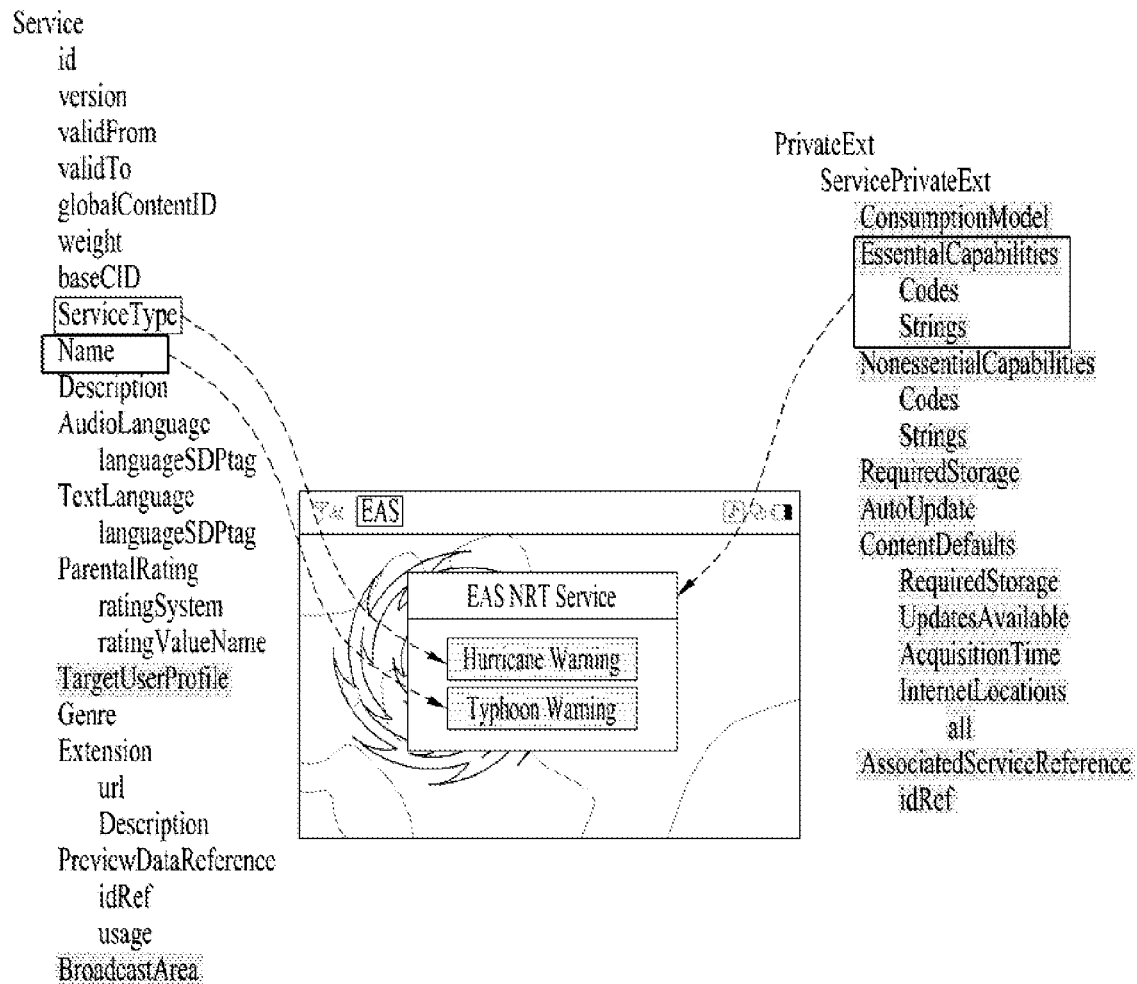 Service
id
version
validFrom
validTo
globalContentID
weight
baseCID
ServiceType
Name
Description
AudioLanguage
languageSDPtag
TextLanguage
languageSDPtag
ParentalRating
ratingSystem
ratingValueName
TargetUserProfile
Genre
Extension
url
Description
PreviewDataReference
idRef
usage
BroadcastArea
EAS
EAS NRT Service
Hurricane Warning
Typhoon Warning
PrivateExt
ServicePrivateExt
ConsumptionModel
EssentialCapabilities
Codes
Strings
NonessentialCapabilities
Codes
Strings
RequiredStorage
AutoUpdate
ContentDefaults
RequiredStorage
UpdatesAvailable
AcquisitionTime
InternetLocations
all
AssociatedServiceReference
idRef